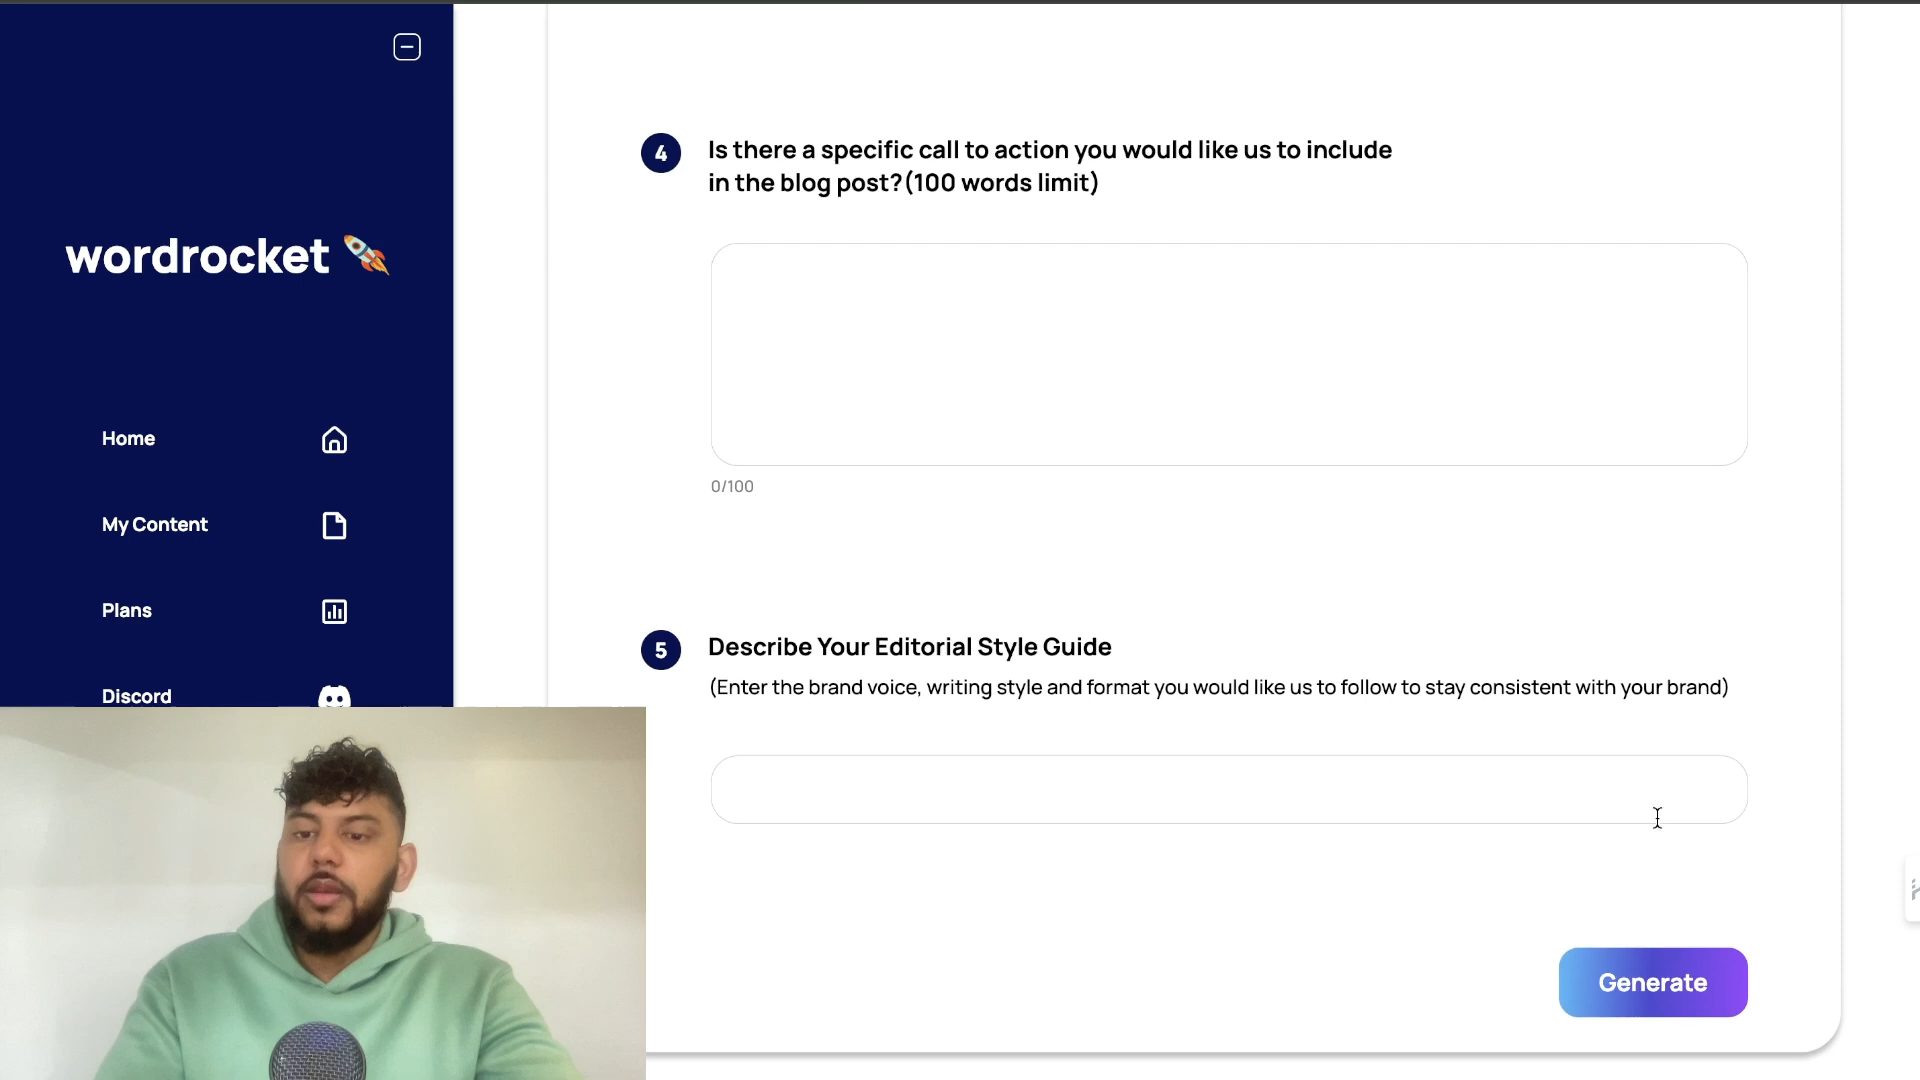 wordrocket
Home
My Content
Plans
Discord
4
Is there a specific call to action you would like us to include
in the blog post?(100 words limit)
0/100
5
Describe Your Editorial Style Guide
(Enter the brand voice, writing style and format you would like us to follow to stay consistent with your brand)
Generate